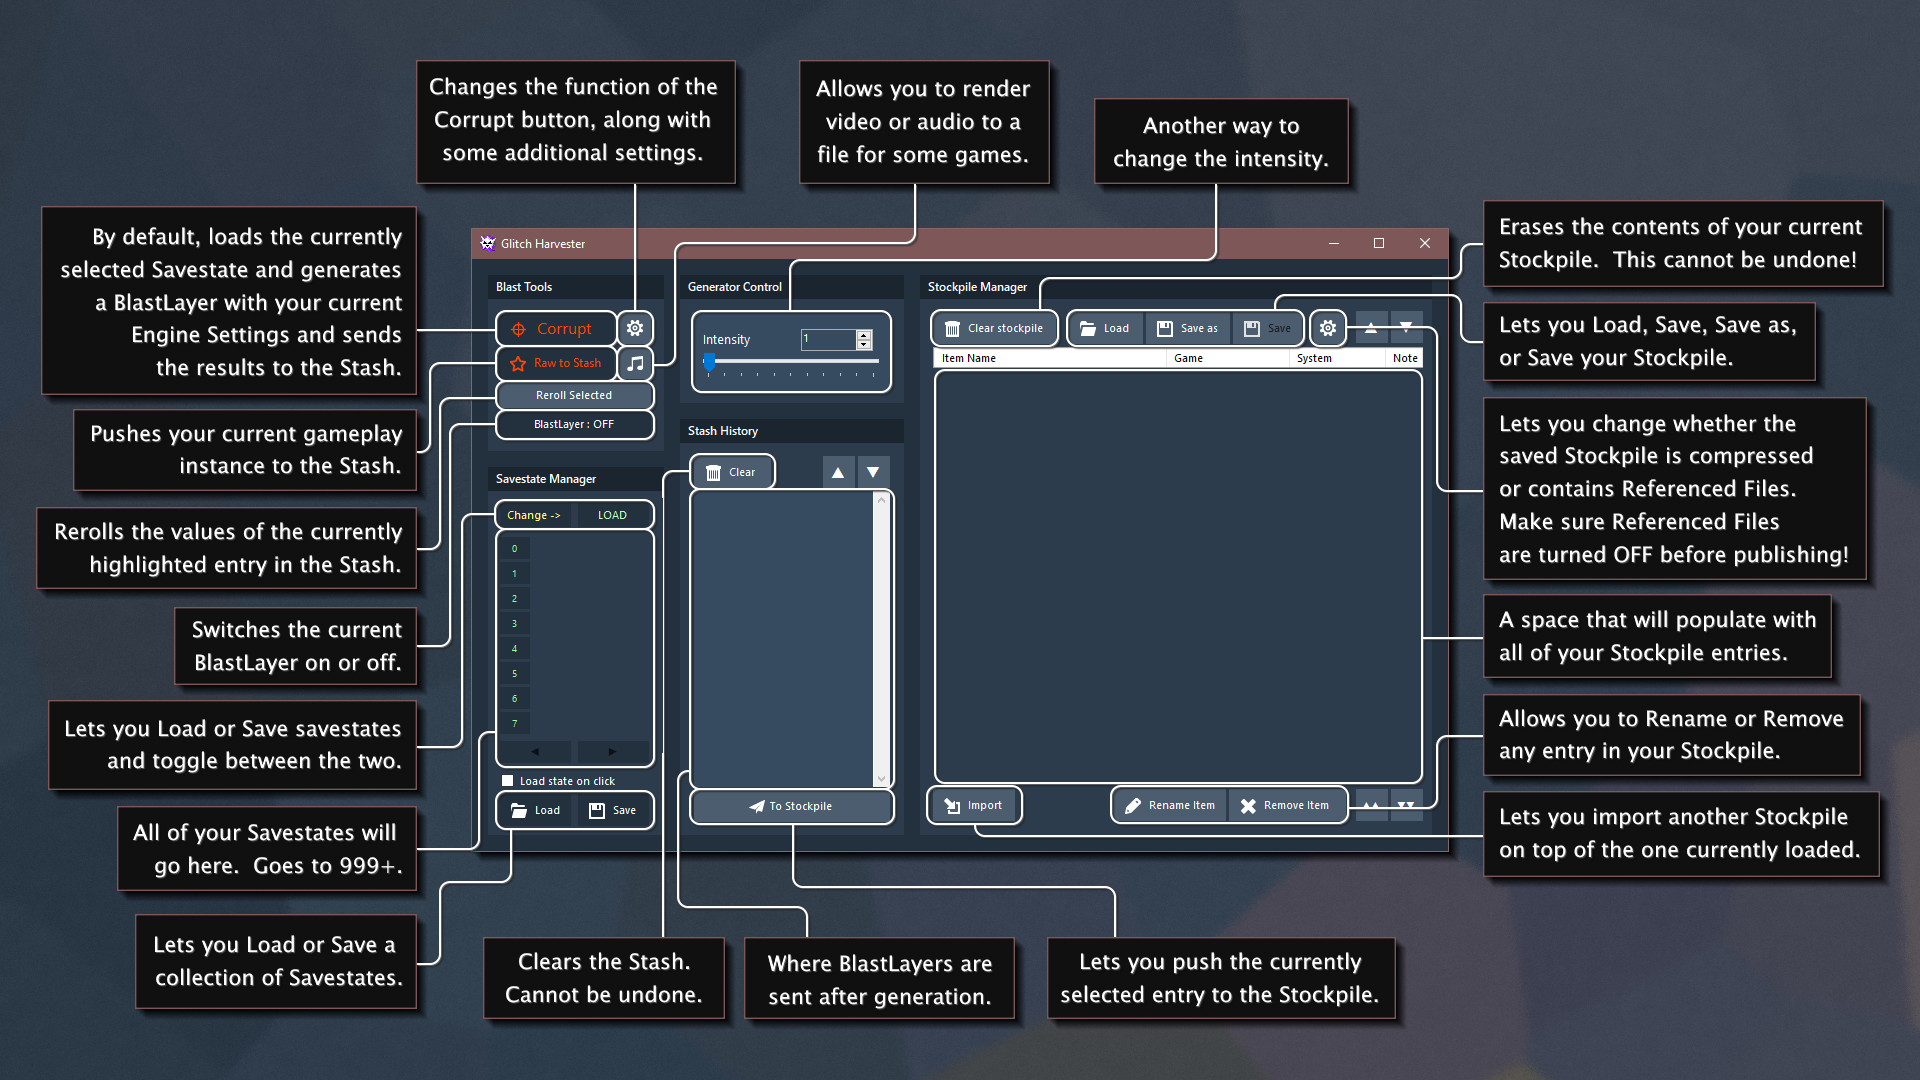 Changes the function of the
Corrupt button, along with
some additional settings.
Allows you to render
video or audio to a
file for some games.
Another way to
change the intensity.
By default, loads the currently
selected Savestate and generates
a BlastLayer with your current
Engine Settings and sends
the results to the Stash.
Pushes your current gameplay
instance to the Stash.
Rerolls the values of the currently
highlighted entry in the Stash.
Switches the current
BlastLayer on or off.
Lets you Load or Save savestates
and toggle between the two.
All of your Savestates will
go here.  Goes to 999+.
Lets you Load or Save a
collection of Savestates.
Glitch Harvester
Blast Tools
Corrupt
Raw to Stash
Reroll Selected
BlastLayer : OFF
Savestate Manager
Change -> LOAD
0
1
2
3
4
5
6
7
Load state on click
Load Save
Generator Control
Intensity 1
Stash History
Clear
To Stockpile
Stockpile Manager
Clear stockpile Load Save as Save
Item Name Game System Note
Import Rename Item Remove Item
Erases the contents of your current
Stockpile.  This cannot be undone!
Lets you Load, Save, Save as,
or Save your Stockpile.
Lets you change whether the
saved Stockpile is compressed
or contains Referenced Files.
Make sure Referenced Files
are turned OFF before publishing!
A space that will populate with
all of your Stockpile entries.
Allows you to Rename or Remove
any entry in your Stockpile.
Lets you import another Stockpile
on top of the one currently loaded.
Clears the Stash.
Cannot be undone.
Where BlastLayers are
sent after generation.
Lets you push the currently
selected entry to the Stockpile.